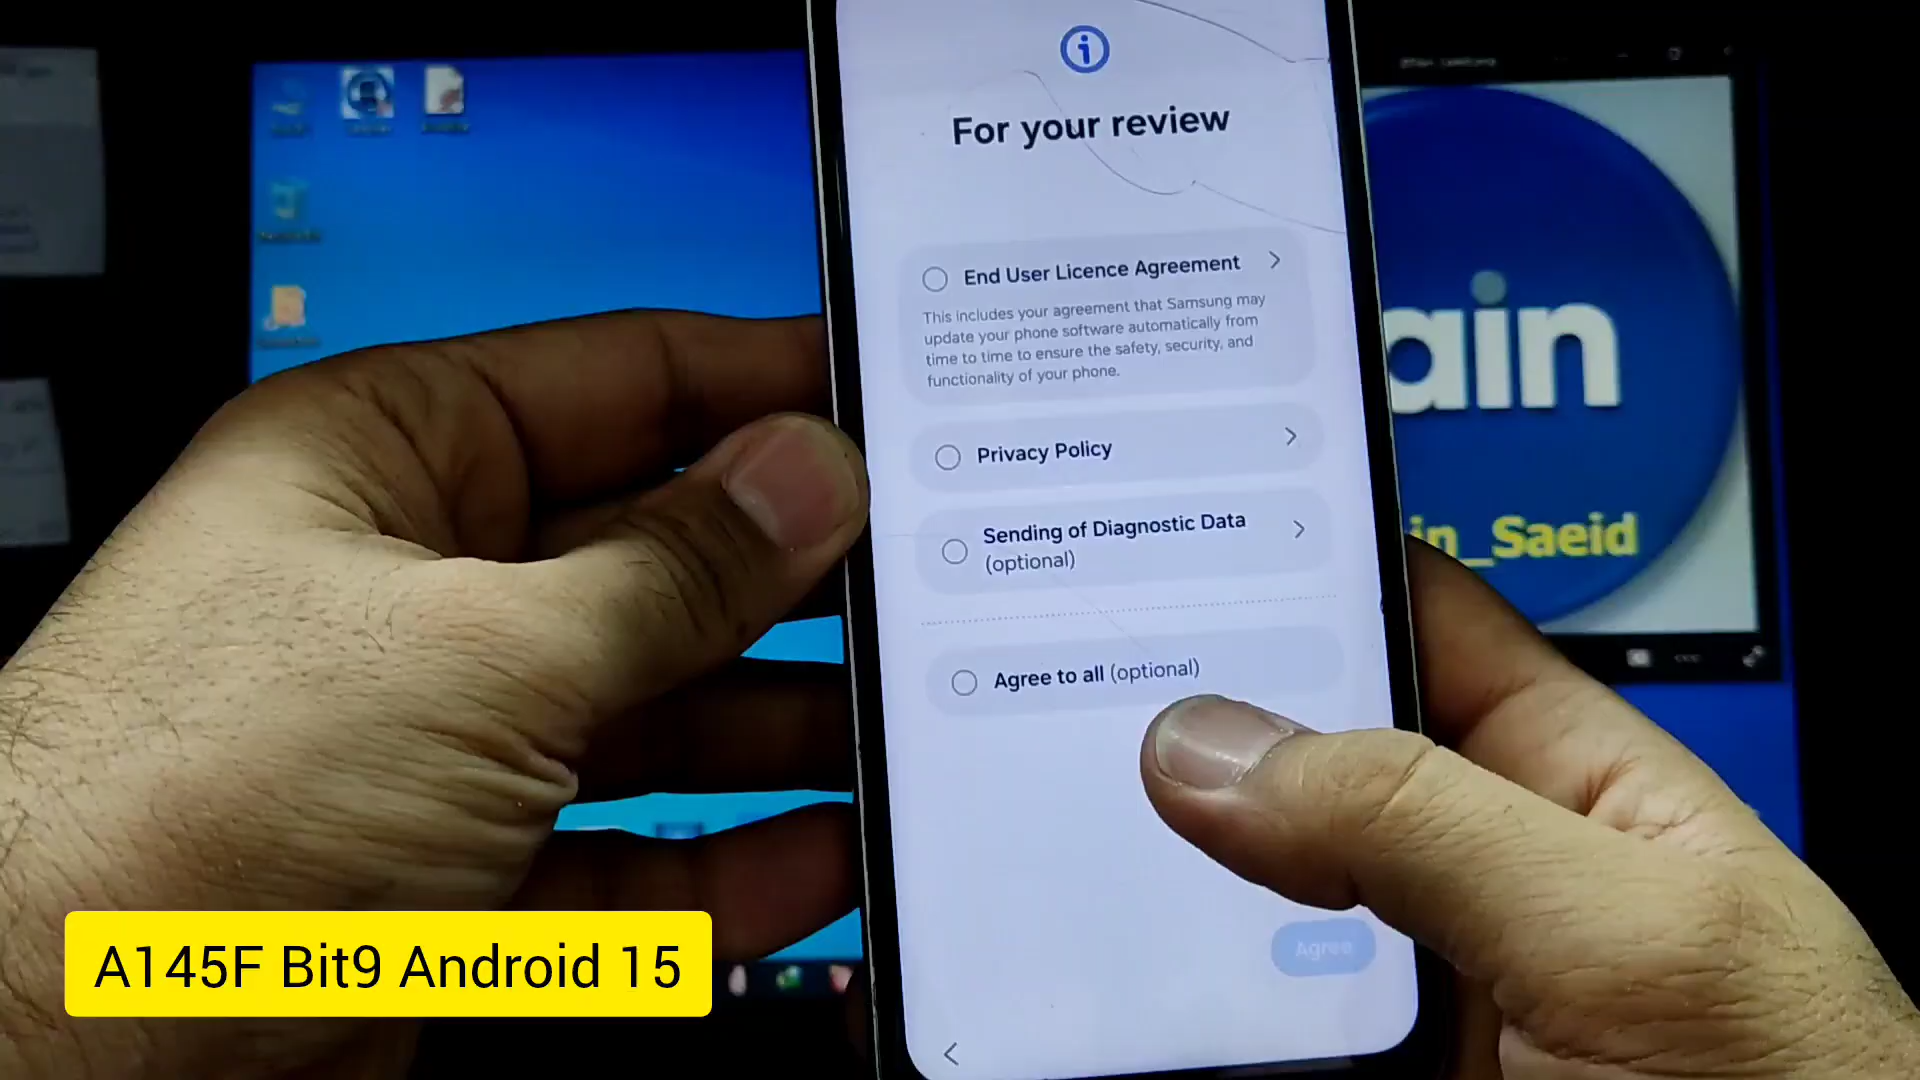 For your review
End User Licence Agreement
This includes your agreement that Samsung may
update your phone software automatically from
time to time to ensure the safety, security, and
functionality of your phone.
Privacy Policy
Sending of Diagnostic Data
(optional)
Agree to all (optional)
Agree
ain
in_Saeid
A145F Bit9 Android 15